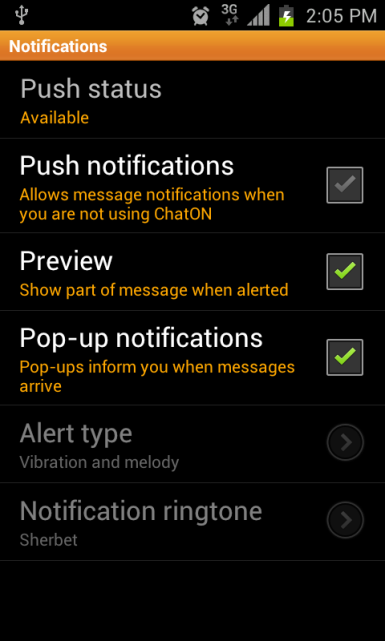 3G 2:05 PM
Notifications
Push status
Available
Push notifications
Allows message notifications when
you are not using ChatON
Preview
Show part of message when alerted
Pop-up notifications
Pop-ups inform you when messages
arrive
Alert type
Vibration and melody
Notification ringtone
Sherbet